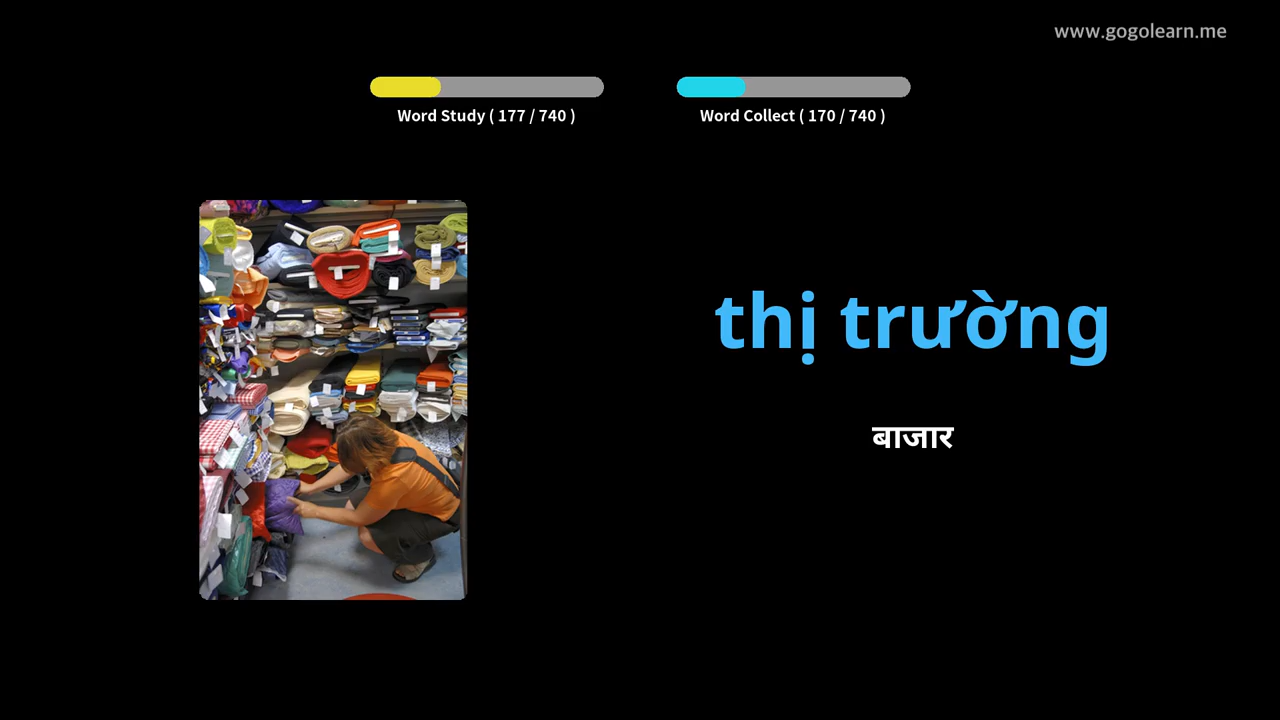 www.gogolearn.me
Word Study ( 177 / 740 )
Word Collect ( 170 / 740 )
thị trường
बाजार